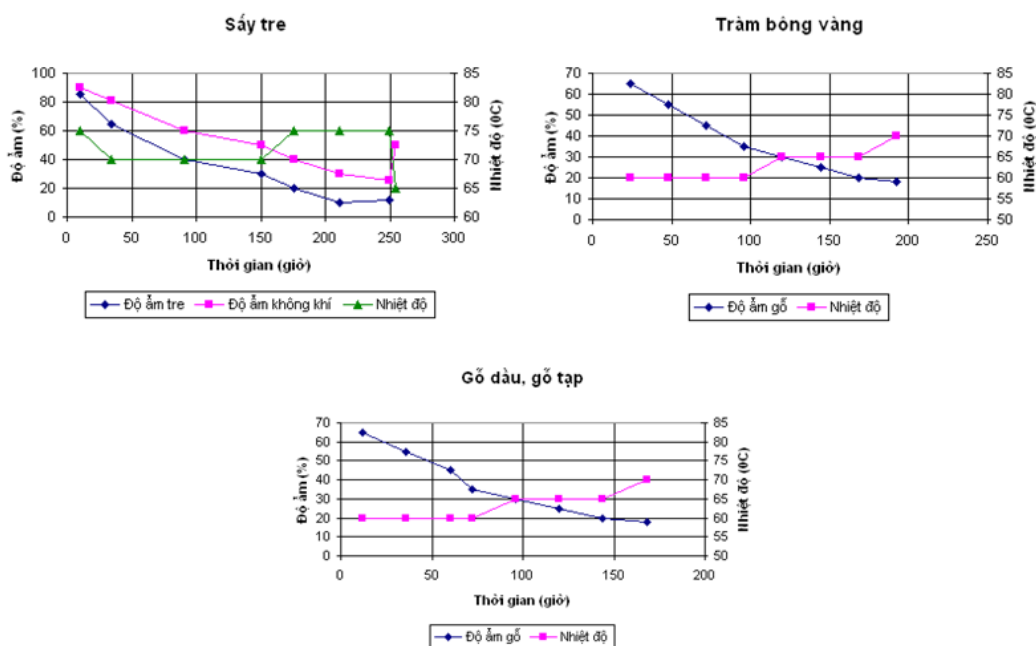 Sấy tre
100
80
60
40
20
0
Độ ẩm (%)
85
80
75
70
65
60
Nhiệt độ (0C)
0 50 100 150 200 250 300
Thời gian (giờ)
Độ ẩm tre Độ ẩm không khí Nhiệt độ
Tràm bông vàng
70
60
50
40
30
20
10
0
Độ ẩm (%)
85
80
75
70
65
60
55
50
Nhiệt độ (0C)
0 50 100 150 200 250
Thời gian (giờ)
Độ ẩm gỗ Nhiệt độ
Gỗ dầu, gỗ tạp
70
60
50
40
30
20
10
0
Độ ẩm (%)
85
80
75
70
65
60
55
50
Nhiệt độ (0C)
0 50 100 150 200
Thời gian (giờ)
Độ ẩm gỗ Nhiệt độ